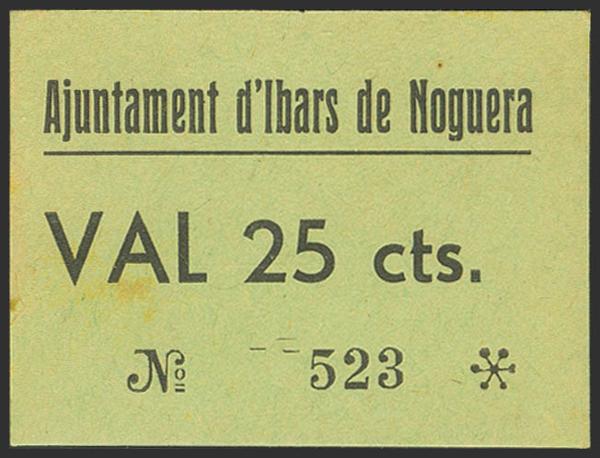 Ajuntament d'Ibars de Noguera
VAL 25 cts.
Nº 523